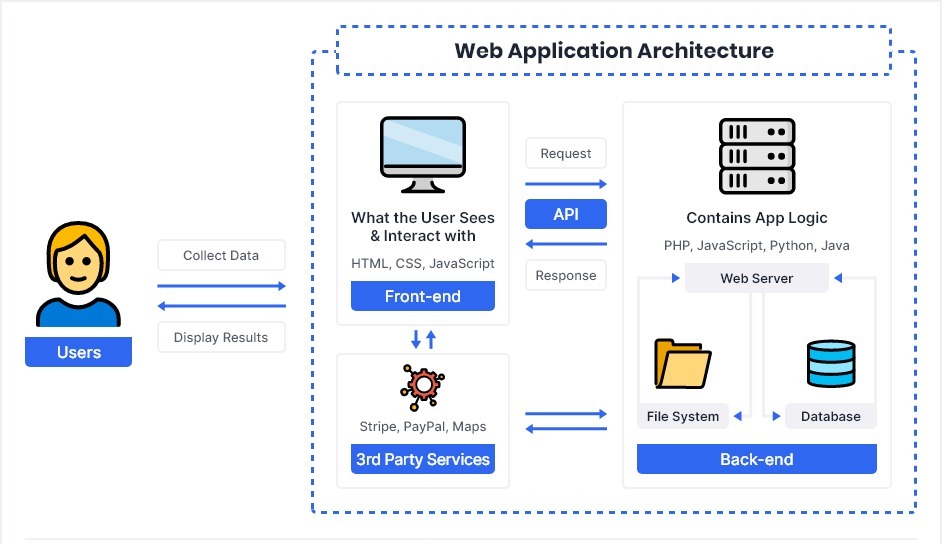 Web Application Architecture
Collect Data
Display Results
Users
What the User Sees
& Interact with
HTML, CSS, JavaScript
Front-end
Request
API
Response
Stripe, PayPal, Maps
3rd Party Services
Contains App Logic
PHP, JavaScript, Python, Java
Web Server
File System
Database
Back-end